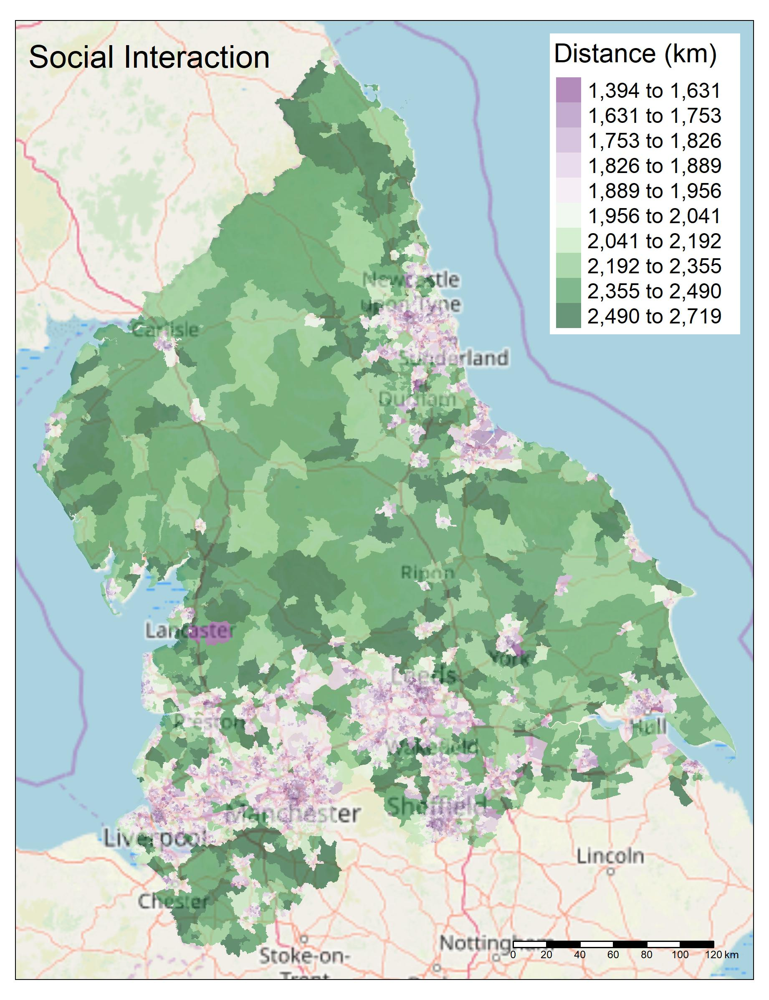 Social Interaction
Distance (km)
1,394 to 1,631
1,631 to 1,753
1,753 to 1,826
1,826 to 1,889
1,889 to 1,956
1,956 to 2,041
2,041 to 2,192
2,192 to 2,355
2,355 to 2,490
2,490 to 2,719
Newcastle
upon Tyne
Carlisle
Sunderland
Durham
Ripon
Lancaster
York
Leeds
Preston
Hull
Wakefield
Sheffield
Manchester
Liverpool
Lincoln
Chester
Nottingham
0 20 40 60 80 100 120 km
Stoke-on-
Trent